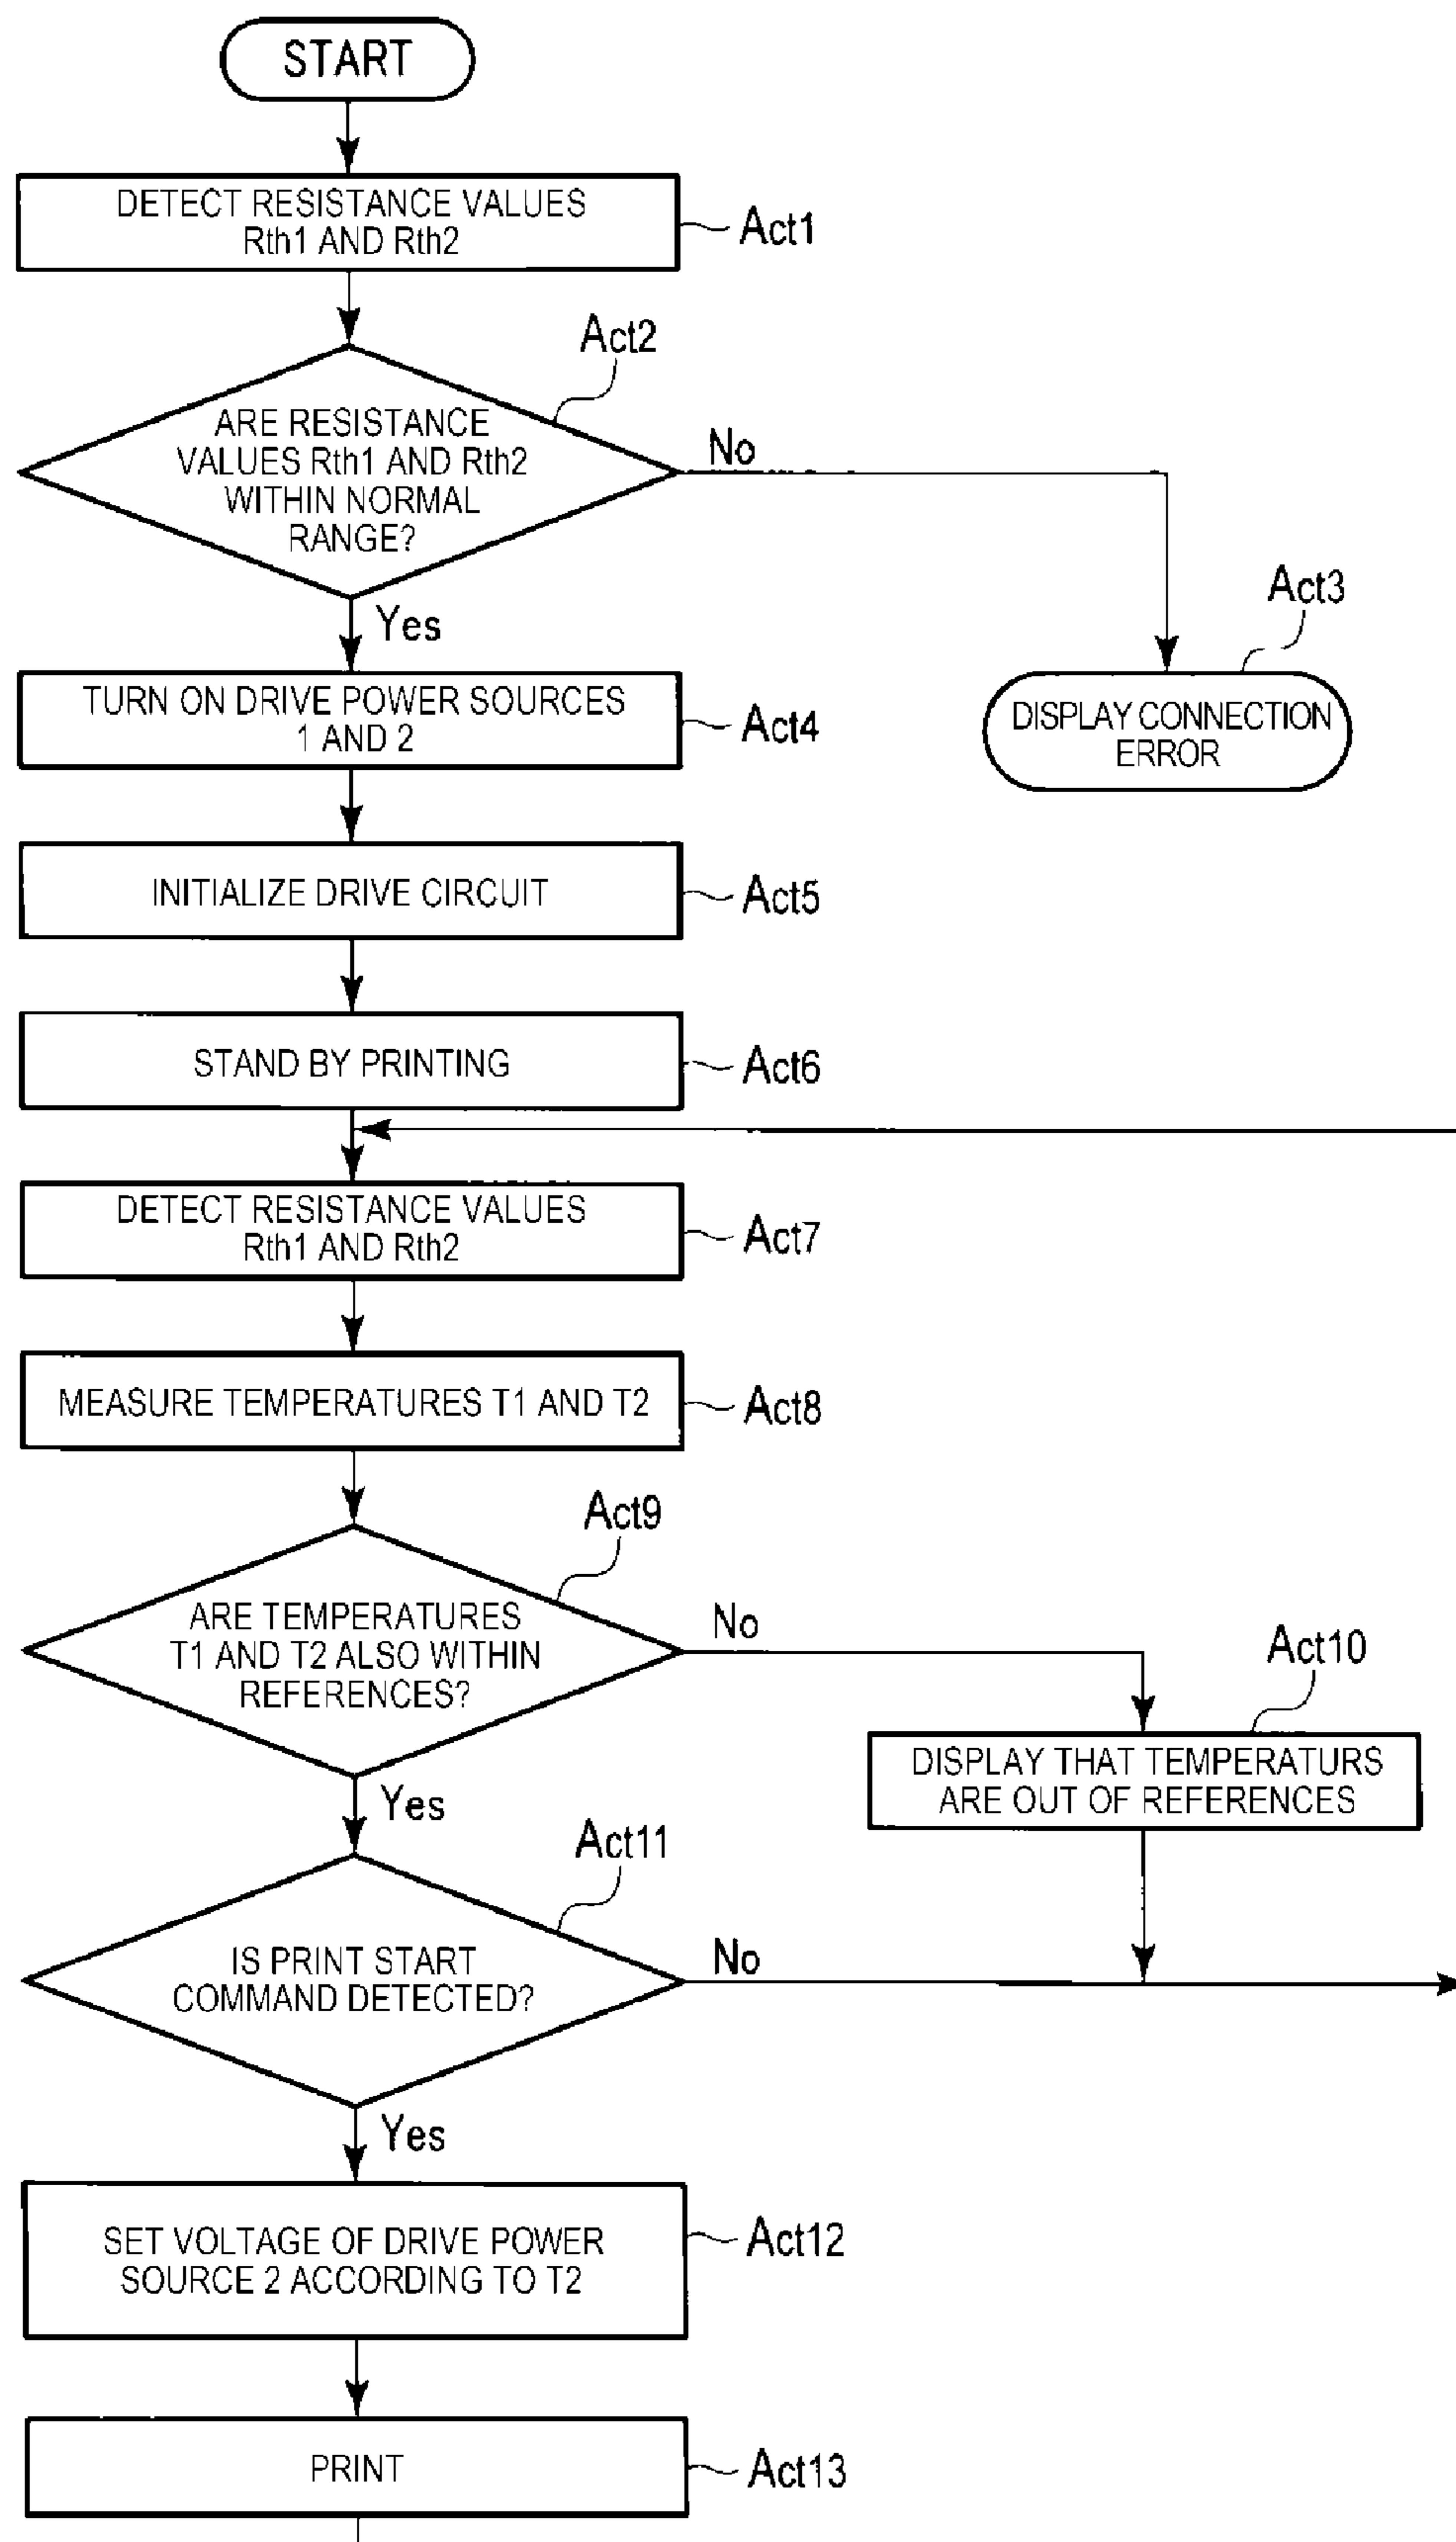 START
DETECT RESISTANCE VALUES
Rth1 AND Rth2
Act1
Act2
ARE RESISTANCE
VALUES Rth1 AND Rth2
WITHIN NORMAL
RANGE?
No
Yes
Act3
DISPLAY CONNECTION
ERROR
TURN ON DRIVE POWER SOURCES
1 AND 2
Act4
INITIALIZE DRIVE CIRCUIT
Act5
STAND BY PRINTING
Act6
DETECT RESISTANCE VALUES
Rth1 AND Rth2
Act7
MEASURE TEMPERATURES T1 AND T2
Act8
Act9
ARE TEMPERATURES
T1 AND T2 ALSO WITHIN
REFERENCES?
No
Yes
Act10
DISPLAY THAT TEMPERATURS
ARE OUT OF REFERENCES
Act11
IS PRINT START
COMMAND DETECTED?
No
Yes
SET VOLTAGE OF DRIVE POWER
SOURCE 2 ACCORDING TO T2
Act12
PRINT
Act13